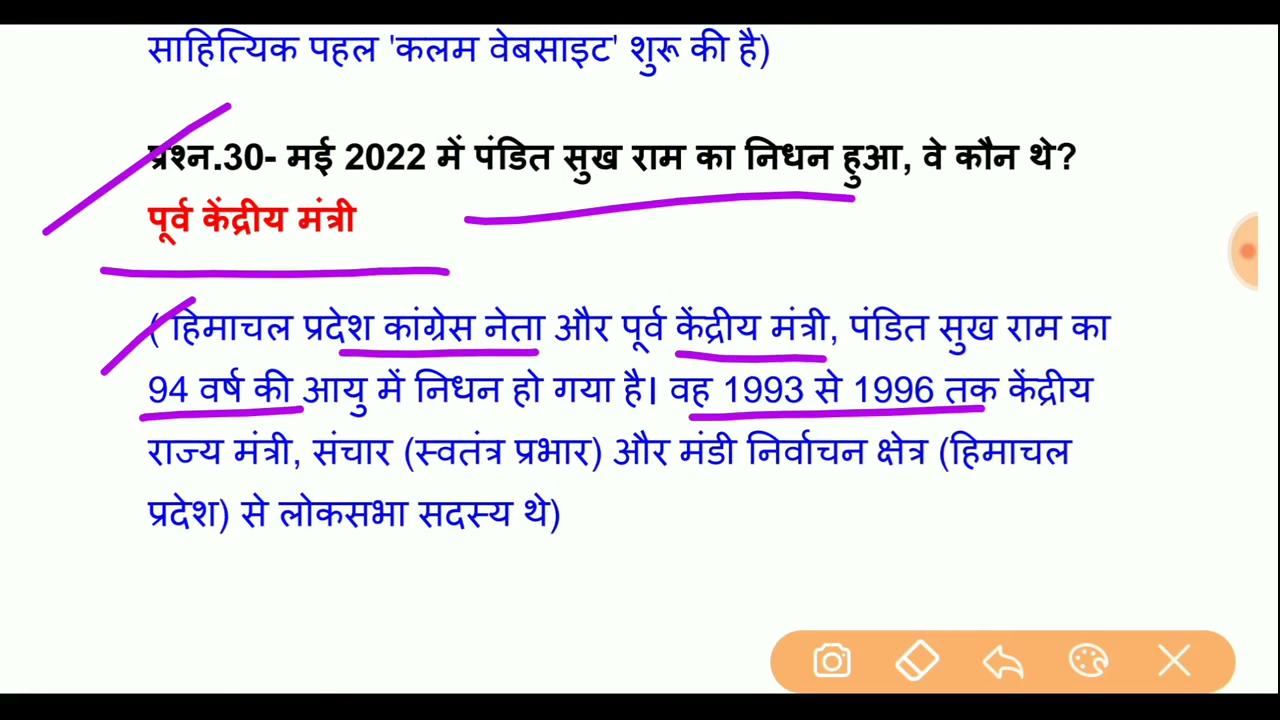 साहित्यिक पहल 'कलम वेबसाइट' शुरू की है)
प्रश्न.30- मई 2022 में पंडित सुख राम का निधन हुआ, वे कौन थे?
पूर्व केंद्रीय मंत्री
( हिमाचल प्रदेश कांग्रेस नेता और पूर्व केंद्रीय मंत्री, पंडित सुख राम का
94 वर्ष की आयु में निधन हो गया है। वह 1993 से 1996 तक केंद्रीय
राज्य मंत्री, संचार (स्वतंत्र प्रभार) और मंडी निर्वाचन क्षेत्र (हिमाचल
प्रदेश) से लोकसभा सदस्य थे)